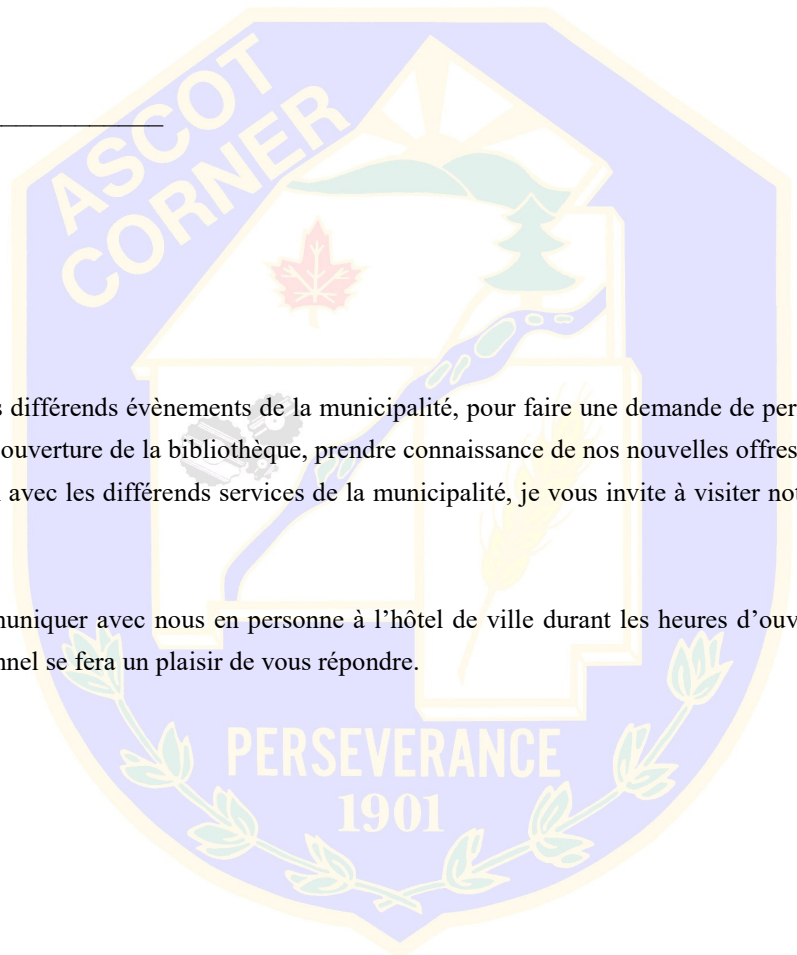 ASCOT
CORNER
s différends évènements de la municipalité, pour faire une demande de per
ouverture de la bibliothèque, prendre connaissance de nos nouvelles offres
avec les différends services de la municipalité, je vous invite à visiter not
muniquer avec nous en personne à l’hôtel de ville durant les heures d’ouv
nnel se fera un plaisir de vous répondre.
PERSEVERANCE
1901